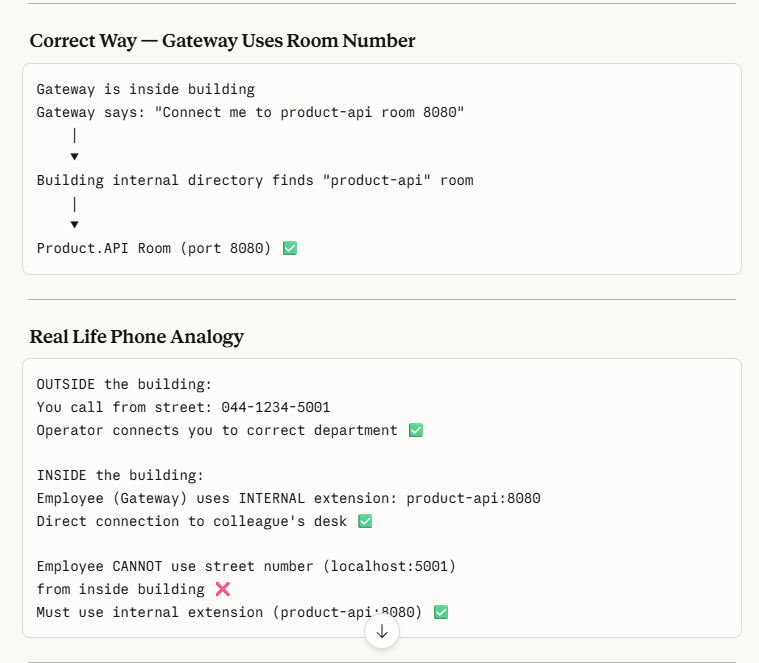 Correct Way — Gateway Uses Room Number
Gateway is inside building
Gateway says: "Connect me to product-api room 8080"
│
▼
Building internal directory finds "product-api" room
│
▼
Product.API Room (port 8080) ✅
Real Life Phone Analogy
OUTSIDE the building:
You call from street: 044-1234-5001
Operator connects you to correct department ✅
INSIDE the building:
Employee (Gateway) uses INTERNAL extension: product-api:8080
Direct connection to colleague's desk ✅
Employee CANNOT use street number (localhost:5001)
from inside building ❌
Must use internal extension (product-api:8080) ✅